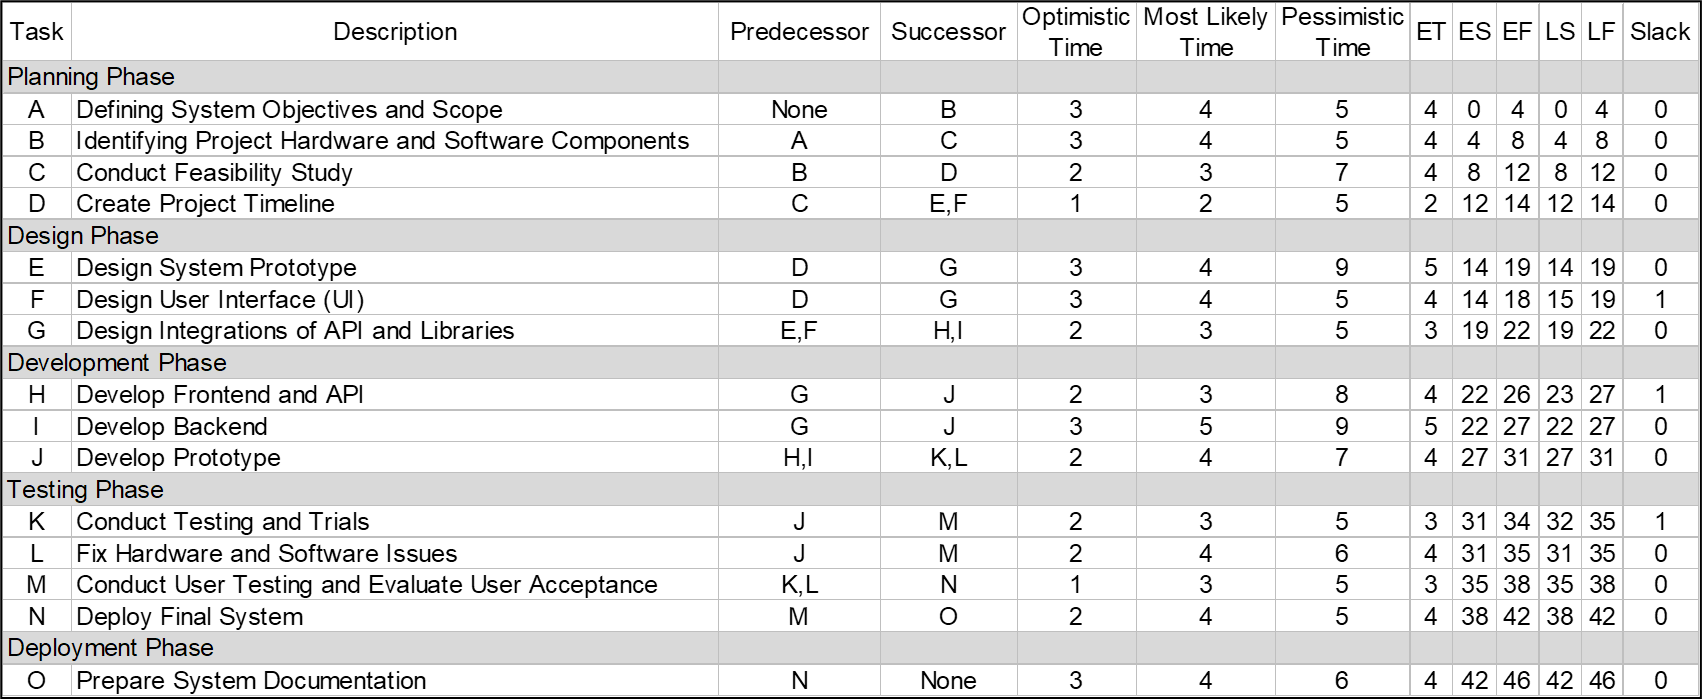 Task Description Predecessor Successor Optimistic Time Most Likely Time Pessimistic Time ET ES EF LS LF Slack
Planning Phase
A Defining System Objectives and Scope None B 3 4 5 4 0 4 0 4 0
B Identifying Project Hardware and Software Components A C 3 4 5 4 4 8 4 8 0
C Conduct Feasibility Study B D 2 3 7 4 8 12 8 12 0
D Create Project Timeline C E,F 1 2 5 2 12 14 12 14 0
Design Phase
E Design System Prototype D G 3 4 9 5 14 19 14 19 0
F Design User Interface (UI) D G 3 4 5 4 14 18 15 19 1
G Design Integrations of API and Libraries E,F H,I 2 3 5 3 19 22 19 22 0
Development Phase
H Develop Frontend and API G J 2 3 8 4 22 26 23 27 1
I Develop Backend G J 3 5 9 5 22 27 22 27 0
J Develop Prototype H,I K,L 2 4 7 4 27 31 27 31 0
Testing Phase
K Conduct Testing and Trials J M 2 3 5 3 31 34 32 35 1
L Fix Hardware and Software Issues J M 2 4 6 4 31 35 31 35 0
M Conduct User Testing and Evaluate User Acceptance K,L N 1 3 5 3 35 38 35 38 0
N Deploy Final System M O 2 4 5 4 38 42 38 42 0
Deployment Phase
O Prepare System Documentation N None 3 4 6 4 42 46 42 46 0